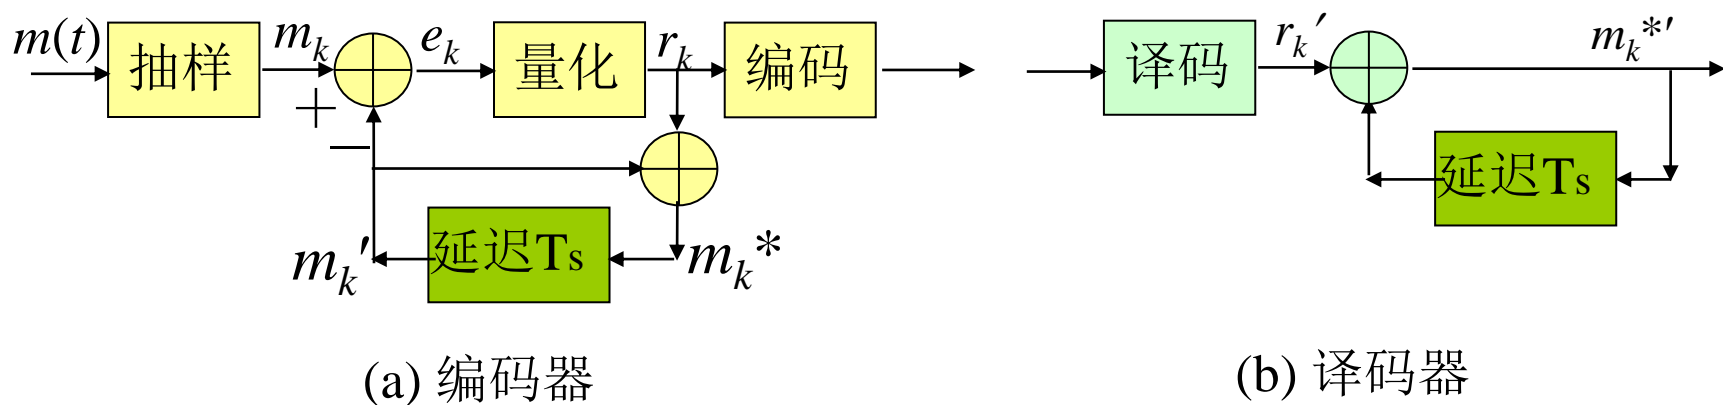 m(t)
抽样
m_k
+
−
e_k
量化
r_k
编码
m_k′
延迟Ts
m_k*
(a) 编码器
译码
r_k′
m_k*′
延迟Ts
(b) 译码器